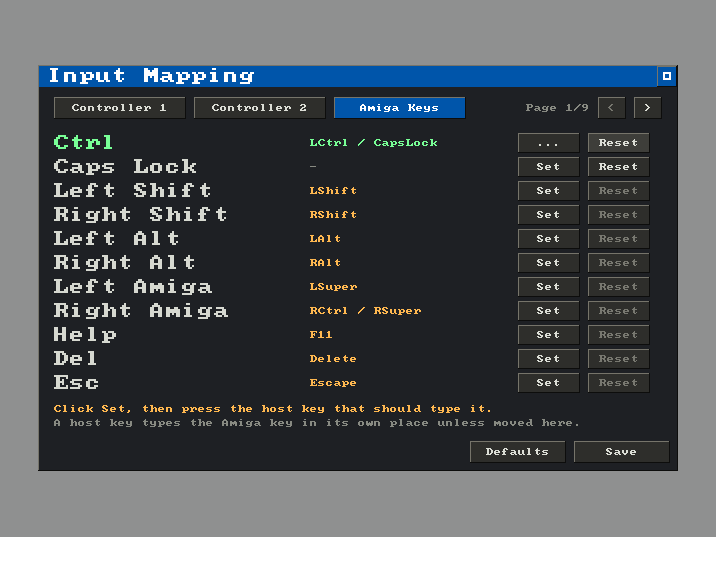 Input Mapping
Controller 1 Controller 2 Amiga Keys Page 1/9 < >
Ctrl LCtrl / CapsLock ... Reset
Caps Lock – Set Reset
Left Shift LShift Set Reset
Right Shift RShift Set Reset
Left Alt LAlt Set Reset
Right Alt RAlt Set Reset
Left Amiga LSuper Set Reset
Right Amiga RCtrl / RSuper Set Reset
Help F11 Set Reset
Del Delete Set Reset
Esc Escape Set Reset
Click Set, then press the host key that should type it.
A host key types the Amiga key in its own place unless moved here.
Defaults Save